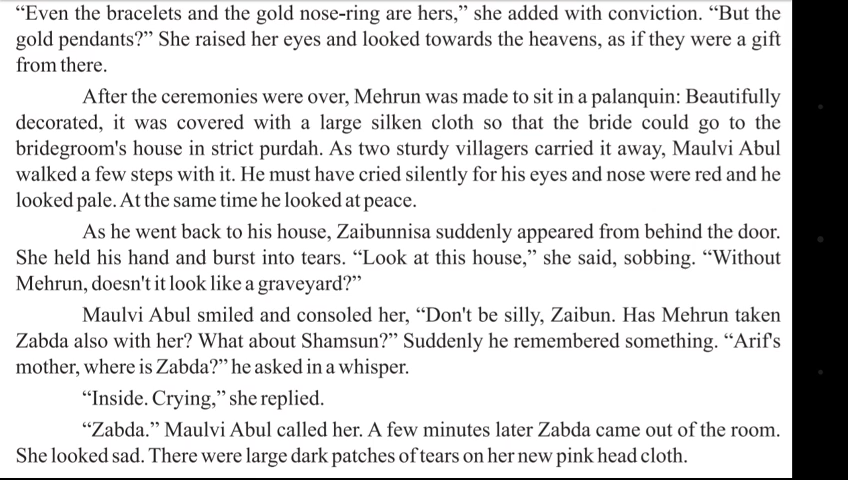 “Even the bracelets and the gold nose-ring are hers,” she added with conviction. “But the
gold pendants?” She raised her eyes and looked towards the heavens, as if they were a gift
from there.
After the ceremonies were over, Mehrun was made to sit in a palanquin: Beautifully
decorated, it was covered with a large silken cloth so that the bride could go to the
bridegroom's house in strict purdah. As two sturdy villagers carried it away, Maulvi Abul
walked a few steps with it. He must have cried silently for his eyes and nose were red and he
looked pale. At the same time he looked at peace.
As he went back to his house, Zaibunnisa suddenly appeared from behind the door.
She held his hand and burst into tears. “Look at this house,” she said, sobbing. “Without
Mehrun, doesn't it look like a graveyard?”
Maulvi Abul smiled and consoled her, “Don't be silly, Zaibun. Has Mehrun taken
Zabda also with her? What about Shamsun?” Suddenly he remembered something. “Arif's
mother, where is Zabda?” he asked in a whisper.
“Inside. Crying,” she replied.
“Zabda.” Maulvi Abul called her. A few minutes later Zabda came out of the room.
She looked sad. There were large dark patches of tears on her new pink head cloth.